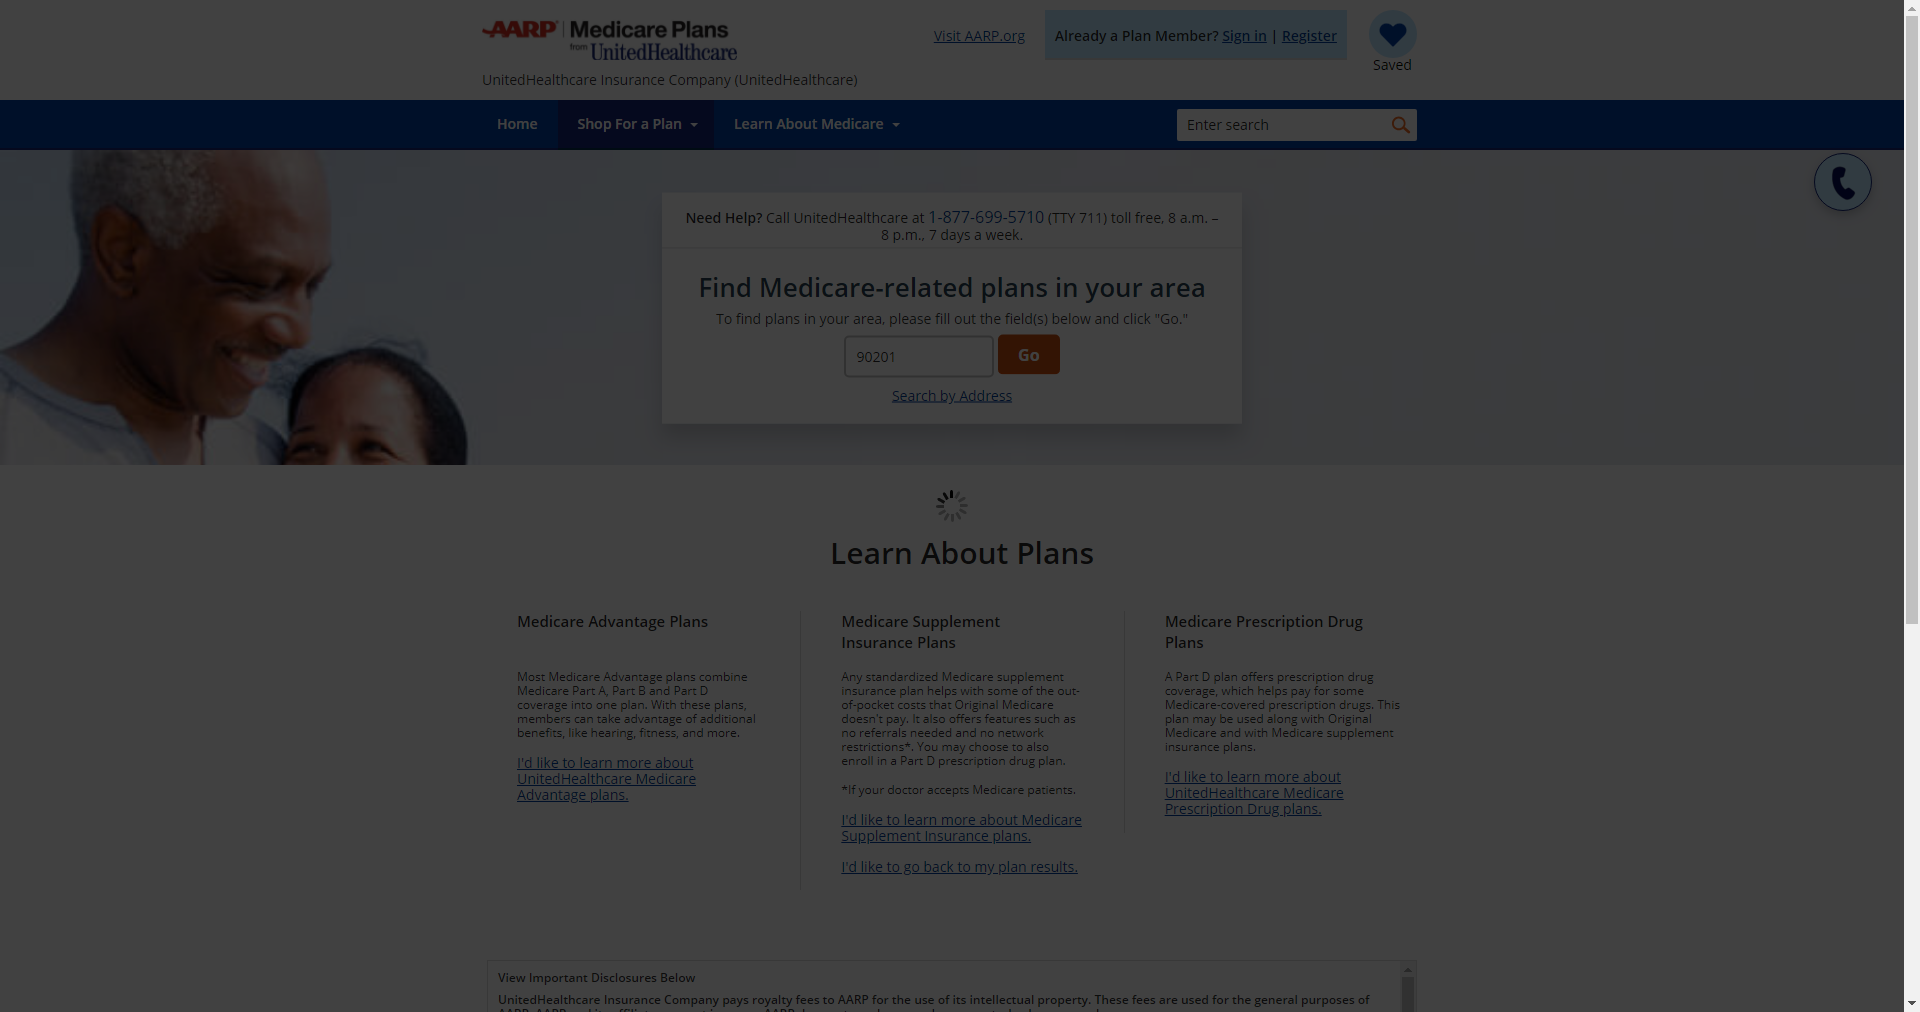 AARP | Medicare Plans
from UnitedHealthcare
Visit AARP.org
Already a Plan Member? Sign in | Register
Saved
UnitedHealthcare Insurance Company (UnitedHealthcare)
Home
Shop For a Plan
Learn About Medicare
Enter search
Need Help? Call UnitedHealthcare at 1-877-699-5710 (TTY 711) toll free, 8 a.m. –
8 p.m., 7 days a week.
Find Medicare-related plans in your area
To find plans in your area, please fill out the field(s) below and click "Go."
90201
Go
Search by Address
Learn About Plans
Medicare Advantage Plans
Most Medicare Advantage plans combine
Medicare Part A, Part B and Part D
coverage into one plan. With these plans,
members can take advantage of additional
benefits, like hearing, fitness, and more.
I'd like to learn more about
UnitedHealthcare Medicare
Advantage plans.
Medicare Supplement
Insurance Plans
Any standardized Medicare supplement
insurance plan helps with some of the out-
of-pocket costs that Original Medicare
doesn't pay. It also offers features such as
no referrals needed and no network
restrictions*. You may choose to also
enroll in a Part D prescription drug plan.
*If your doctor accepts Medicare patients.
I'd like to learn more about Medicare
Supplement Insurance plans.
I'd like to go back to my plan results.
Medicare Prescription Drug
Plans
A Part D plan offers prescription drug
coverage, which helps pay for some
Medicare-covered prescription drugs. This
plan may be used along with Original
Medicare and with Medicare supplement
insurance plans.
I'd like to learn more about
UnitedHealthcare Medicare
Prescription Drug plans.
View Important Disclosures Below
UnitedHealthcare Insurance Company pays royalty fees to AARP for the use of its intellectual property. These fees are used for the general purposes of